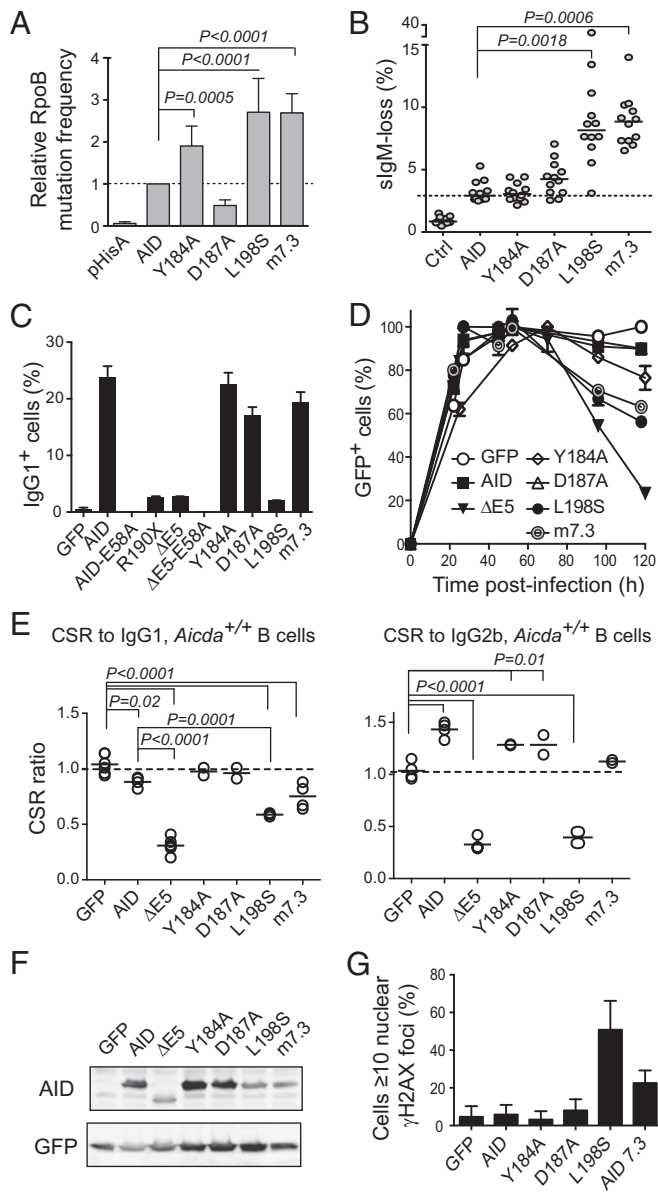 A
P<0.0001
P<0.0001
P=0.0005
Relative RpoB
mutation frequency
4
3
2
1
0
pHisA
AID
Y184A
D187A
L198S
m7.3
B
P=0.0006
P=0.0018
sIgM-loss (%)
40
15
10
5
0
Ctrl
AID
Y184A
D187A
L198S
m7.3
C
IgG1+ cells (%)
30
20
10
0
GFP
AID
AID-E58A
R190X
ΔE5
ΔE5-E58A
Y184A
D187A
L198S
m7.3
D
GFP+ cells (%)
100
80
60
40
20
0
GFP
AID
ΔE5
Y184A
D187A
L198S
m7.3
0 20 40 60 80 100 120
Time post-infection (h)
E
CSR to IgG1, Aicda+/+ B cells
P<0.0001
P=0.02
P=0.0001
P<0.0001
CSR ratio
1.5
1.0
0.5
0.0
GFP
AID
ΔE5
Y184A
D187A
L198S
m7.3
CSR to IgG2b, Aicda+/+ B cells
P=0.01
P<0.0001
1.5
1.0
0.5
0.0
GFP
AID
ΔE5
Y184A
D187A
L198S
m7.3
F
GFP
AID
ΔE5
Y184A
D187A
L198S
m7.3
AID
GFP
G
Cells ≥10 nuclear
γH2AX foci (%)
80
60
40
20
0
GFP
AID
Y184A
D187A
L198S
AID 7.3